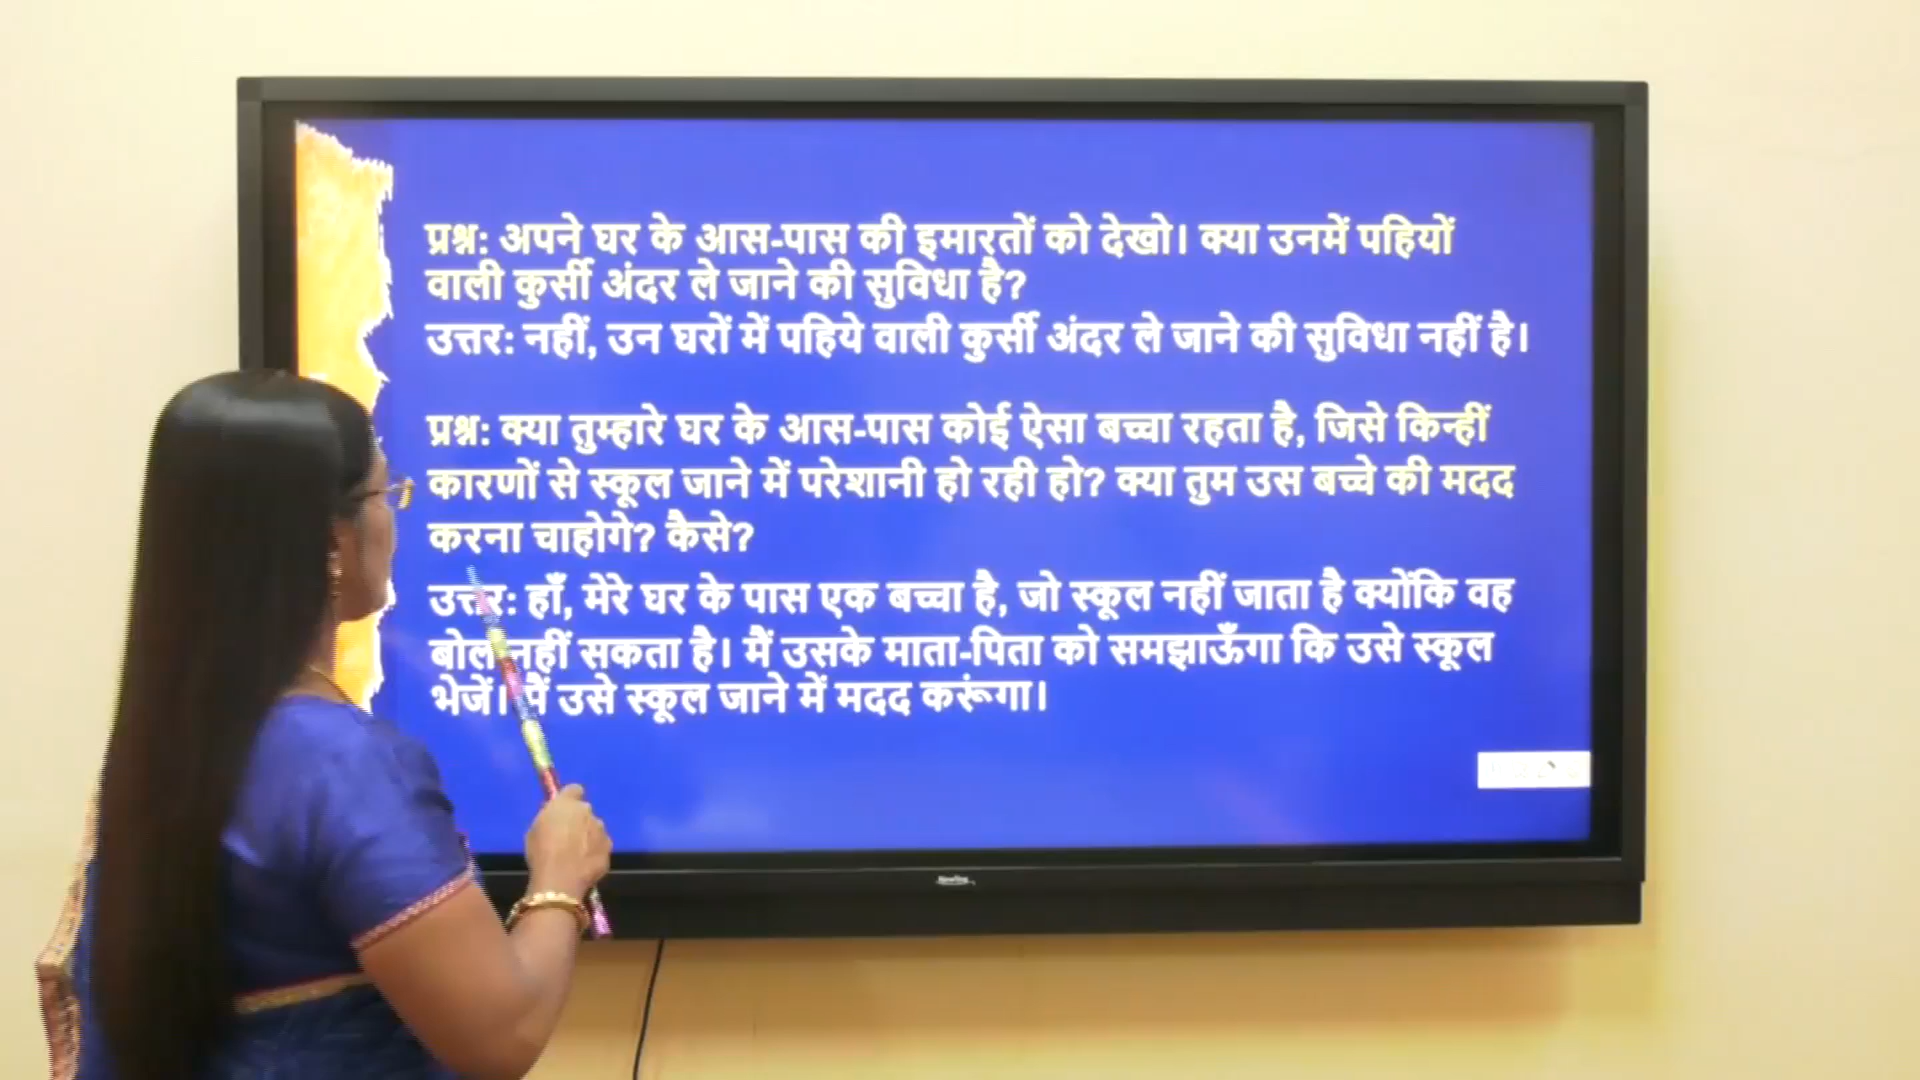 प्रश्न: अपने घर के आस-पास की इमारतों को देखो। क्या उनमें पहियों
वाली कुर्सी अंदर ले जाने की सुविधा है?
उत्तर: नहीं, उन घरों में पहिये वाली कुर्सी अंदर ले जाने की सुविधा नहीं है।
प्रश्न: क्या तुम्हारे घर के आस-पास कोई ऐसा बच्चा रहता है, जिसे किन्हीं
कारणों से स्कूल जाने में परेशानी हो रही हो? क्या तुम उस बच्चे की मदद
करना चाहोगे? कैसे?
उत्तर: हाँ, मेरे घर के पास एक बच्चा है, जो स्कूल नहीं जाता है क्योंकि वह
बोल नहीं सकता है। मैं उसके माता-पिता को समझाऊँगा कि उसे स्कूल
भेजें। मैं उसे स्कूल जाने में मदद करूंगा।